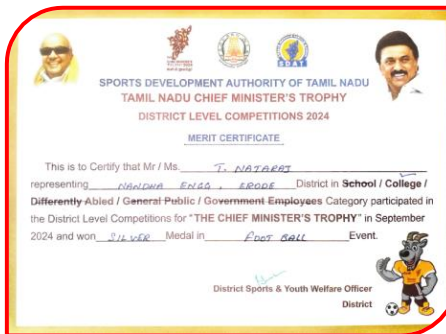 SDAT
SPORTS DEVELOPMENT AUTHORITY OF TAMIL NADU
TAMIL NADU CHIEF MINISTER'S TROPHY
DISTRICT LEVEL COMPETITIONS 2024
MERIT CERTIFICATE
This is to Certify that Mr / Ms. T. NATARAJ
representing NANDHA ENGG, ERODE District in School / College /
Differently Abled / General Public / Government Employees Category participated in
the District Level Competitions for "THE CHIEF MINISTER'S TROPHY" in September
2024 and won SILVER Medal in FOOT BALL Event.
District Sports & Youth Welfare Officer
District